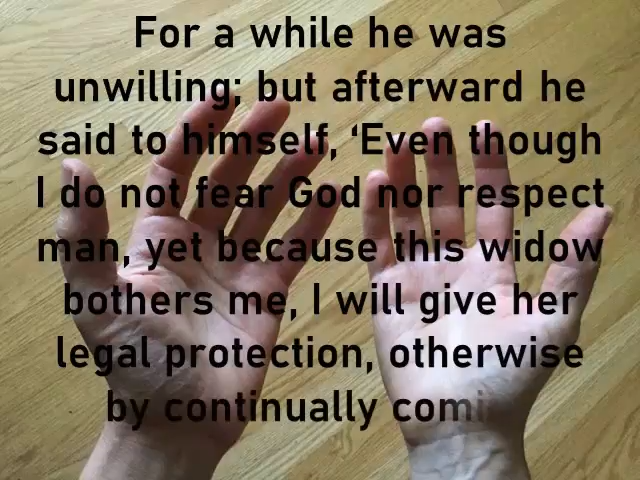 For a while he was
unwilling; but afterward he
said to himself, ‘Even though
I do not fear God nor respect
man, yet because this widow
bothers me, I will give her
legal protection, otherwise
by continually